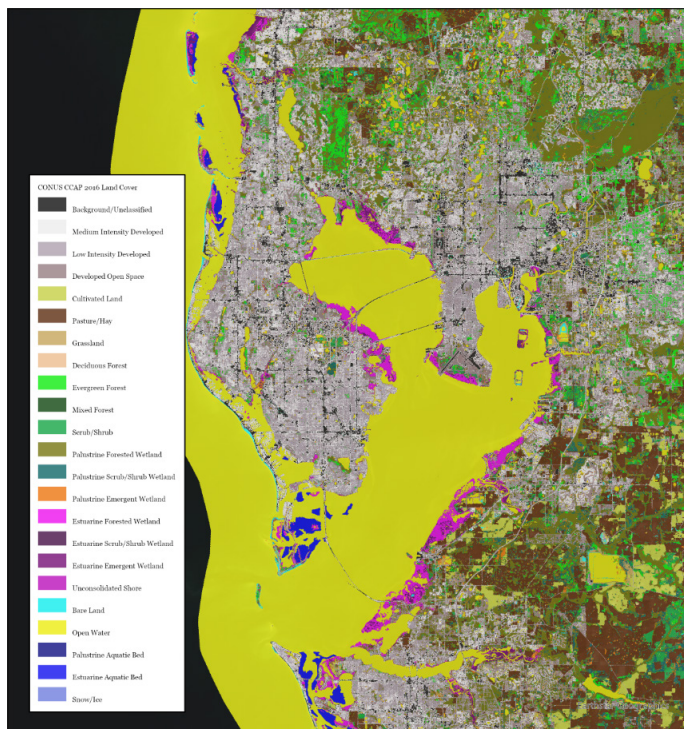 CONUS CCAP 2016 Land Cover
Background/Unclassified
Medium Intensity Developed
Low Intensity Developed
Developed Open Space
Cultivated Land
Pasture/Hay
Grassland
Deciduous Forest
Evergreen Forest
Mixed Forest
Scrub/Shrub
Palustrine Forested Wetland
Palustrine Scrub/Shrub Wetland
Palustrine Emergent Wetland
Estuarine Forested Wetland
Estuarine Scrub/Shrub Wetland
Estuarine Emergent Wetland
Unconsolidated Shore
Bare Land
Open Water
Palustrine Aquatic Bed
Estuarine Aquatic Bed
Snow/Ice